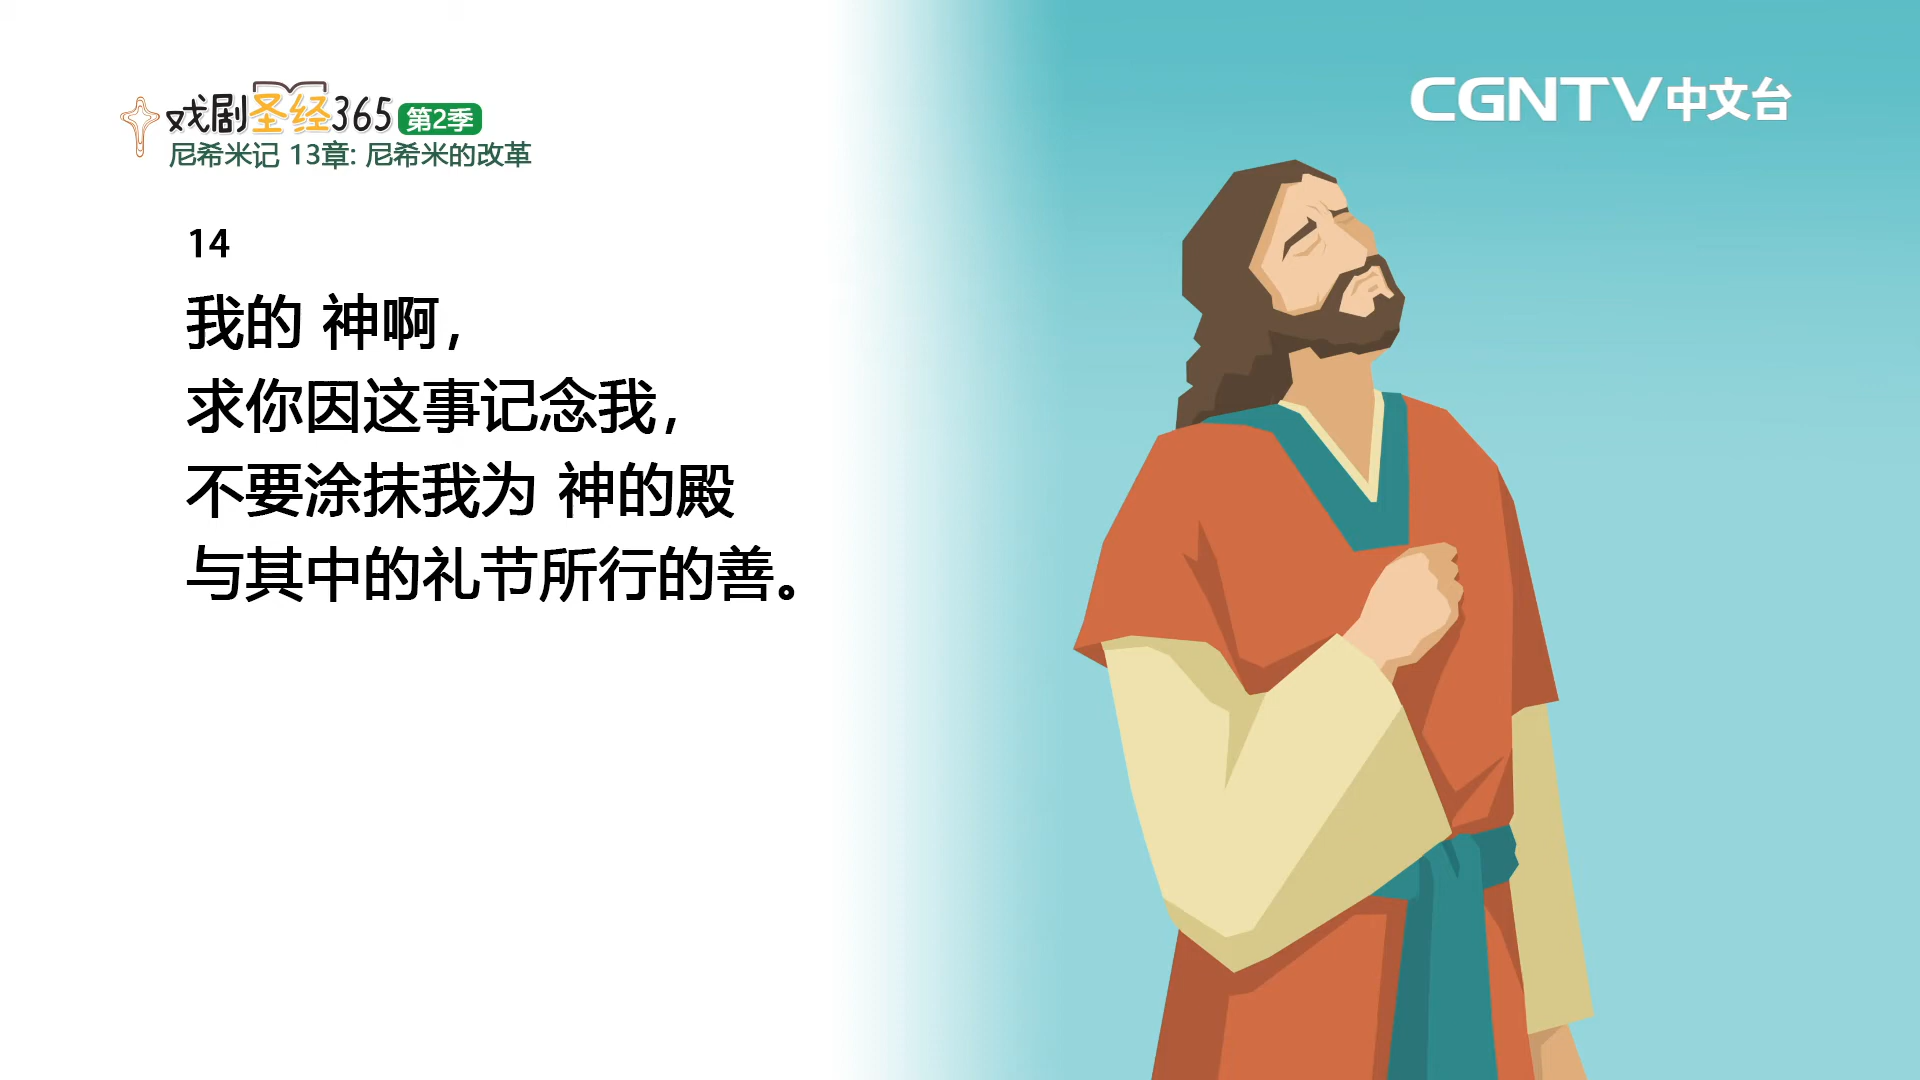 戏剧圣经365 第2季
尼希米记 13章: 尼希米的改革
CGNTV中文台
14
我的 神啊,
求你因这事记念我,
不要涂抹我为 神的殿
与其中的礼节所行的善。